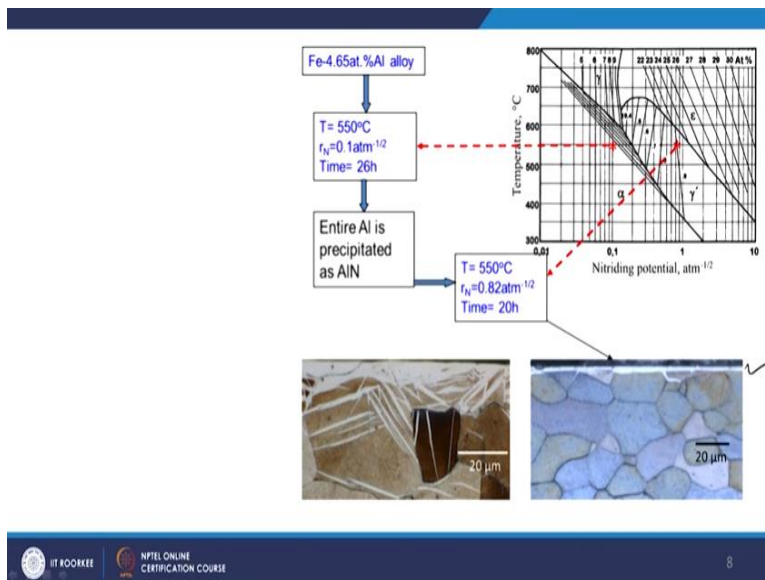 Fe-4.65at.%Al alloy
T= 550°C
rN=0.1atm-1/2
Time= 26h
Entire Al is
precipitated
as AlN
T= 550°C
rN=0.82atm-1/2
Time= 20h
Temperature, °C
800
700
600
500
400
300
5 6 7 8 9 22 23 24 25 26 27 28 29 30 At %
γ
ε
α
γ'
0,01 0,1 1 10
Nitriding potential, atm-1/2
20 µm
20 µm
IIT ROORKEE
NPTEL ONLINE
CERTIFICATION COURSE
8